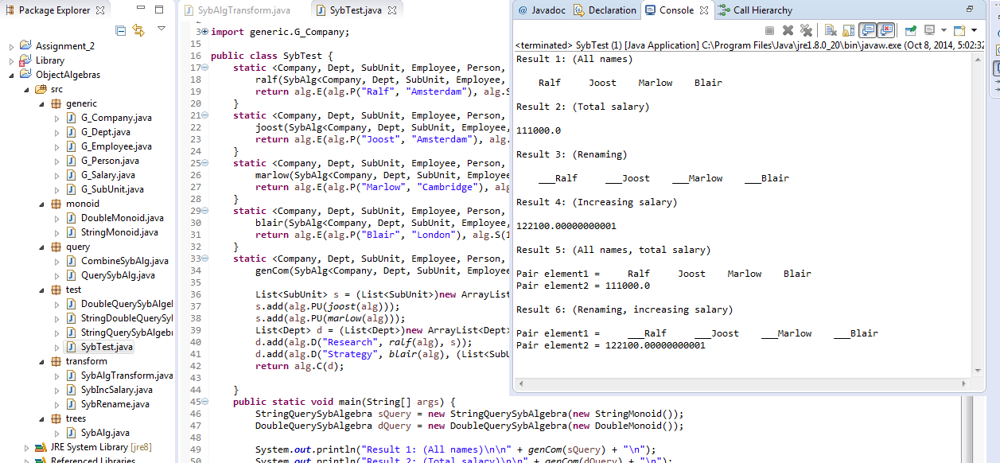 Package Explorer
Assignment_2
Library
ObjectAlgebras
src
generic
G_Company.java
G_Dept.java
G_Employee.java
G_Person.java
G_Salary.java
G_SubUnit.java
monoid
DoubleMonoid.java
StringMonoid.java
query
CombineSybAlg.java
QuerySybAlg.java
test
DoubleQuerySybAlgel
StringDoubleQuerySyl
StringQuerySybAlgebi
SybTest.java
transform
SybAlgTransform.java
SybIncSalary.java
SybRename.java
trees
SybAlg.java
JRE System Library [jre8]
Referenced Libraries
SybAlgTransform.java
SybTest.java
3 import generic.G_Company;
15
16 public class SybTest {
17 static <Company, Dept, SubUnit, Employee, Person,
18 ralf(SybAlg<Company, Dept, SubUnit, Employee,
19 return alg.E(alg.P("Ralf", "Amsterdam"), alg.S
20 }
21 static <Company, Dept, SubUnit, Employee, Person,
22 joost(SybAlg<Company, Dept, SubUnit, Employee,
23 return alg.E(alg.P("Joost", "Amsterdam"), alg.
24 }
25 static <Company, Dept, SubUnit, Employee, Person,
26 marlow(SybAlg<Company, Dept, SubUnit, Employee
27 return alg.E(alg.P("Marlow", "Cambridge"), alg
28 }
29 static <Company, Dept, SubUnit, Employee, Person,
30 blair(SybAlg<Company, Dept, SubUnit, Employee,
31 return alg.E(alg.P("Blair", "London"), alg.S(1
32 }
33 static <Company, Dept, SubUnit, Employee, Person,
34 genCom(SybAlg<Company, Dept, SubUnit, Employee
35
36 List<SubUnit> s = (List<SubUnit>)new ArrayList
37 s.add(alg.PU(joost(alg)));
38 s.add(alg.PU(marlow(alg)));
39 List<Dept> d = (List<Dept>)new ArrayList<Dept>
40 d.add(alg.D("Research", ralf(alg), s));
41 d.add(alg.D("Strategy", blair(alg), (List<SubU
42 return alg.C(d);
43
44 }
45 public static void main(String[] args) {
46 StringQuerySybAlgebra sQuery = new StringQuerySybAlgebra(new StringMonoid());
47 DoubleQuerySybAlgebra dQuery = new DoubleQuerySybAlgebra(new DoubleMonoid());
48
49 System.out.println("Result 1: (All names)\n\n" + genCom(sQuery) + "\n");
50 System.out.println("Result 2: (Total salary)\n\n" + genCom(dQuery) + "\n");
@ Javadoc Declaration Console Call Hierarchy
<terminated> SybTest (1) [Java Application] C:\Program Files\Java\jre1.8.0_20\bin\javaw.exe (Oct 8, 2014, 5:02:32
Result 1: (All names)
Ralf Joost Marlow Blair
Result 2: (Total salary)
111000.0
Result 3: (Renaming)
___Ralf ___Joost ___Marlow ___Blair
Result 4: (Increasing salary)
122100.00000000001
Result 5: (All names, total salary)
Pair element1 = Ralf Joost Marlow Blair
Pair element2 = 111000.0
Result 6: (Renaming, increasing salary)
Pair element1 = ___Ralf ___Joost ___Marlow ___Blair
Pair element2 = 122100.00000000001